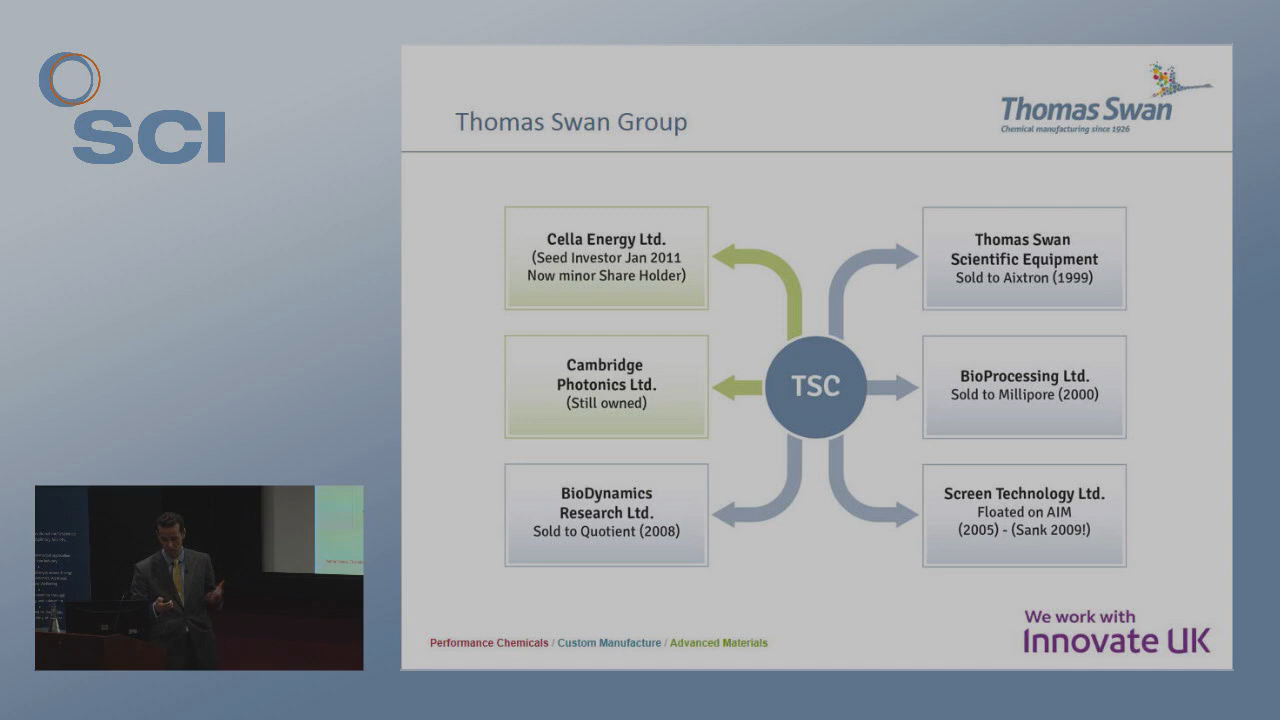 SCI
Thomas Swan Group
Thomas Swan
Chemical manufacturing since 1926
Cella Energy Ltd.
(Seed Investor Jan 2011
Now minor Share Holder)
Thomas Swan
Scientific Equipment
Sold to Aixtron (1999)
Cambridge
Photonics Ltd.
(Still owned)
TSC
BioProcessing Ltd.
Sold to Millipore (2000)
BioDynamics
Research Ltd.
Sold to Quotient (2008)
Screen Technology Ltd.
Floated on AIM
(2005) - (Sank 2009!)
Performance Chemicals / Custom Manufacture / Advanced Materials
We work with
Innovate UK